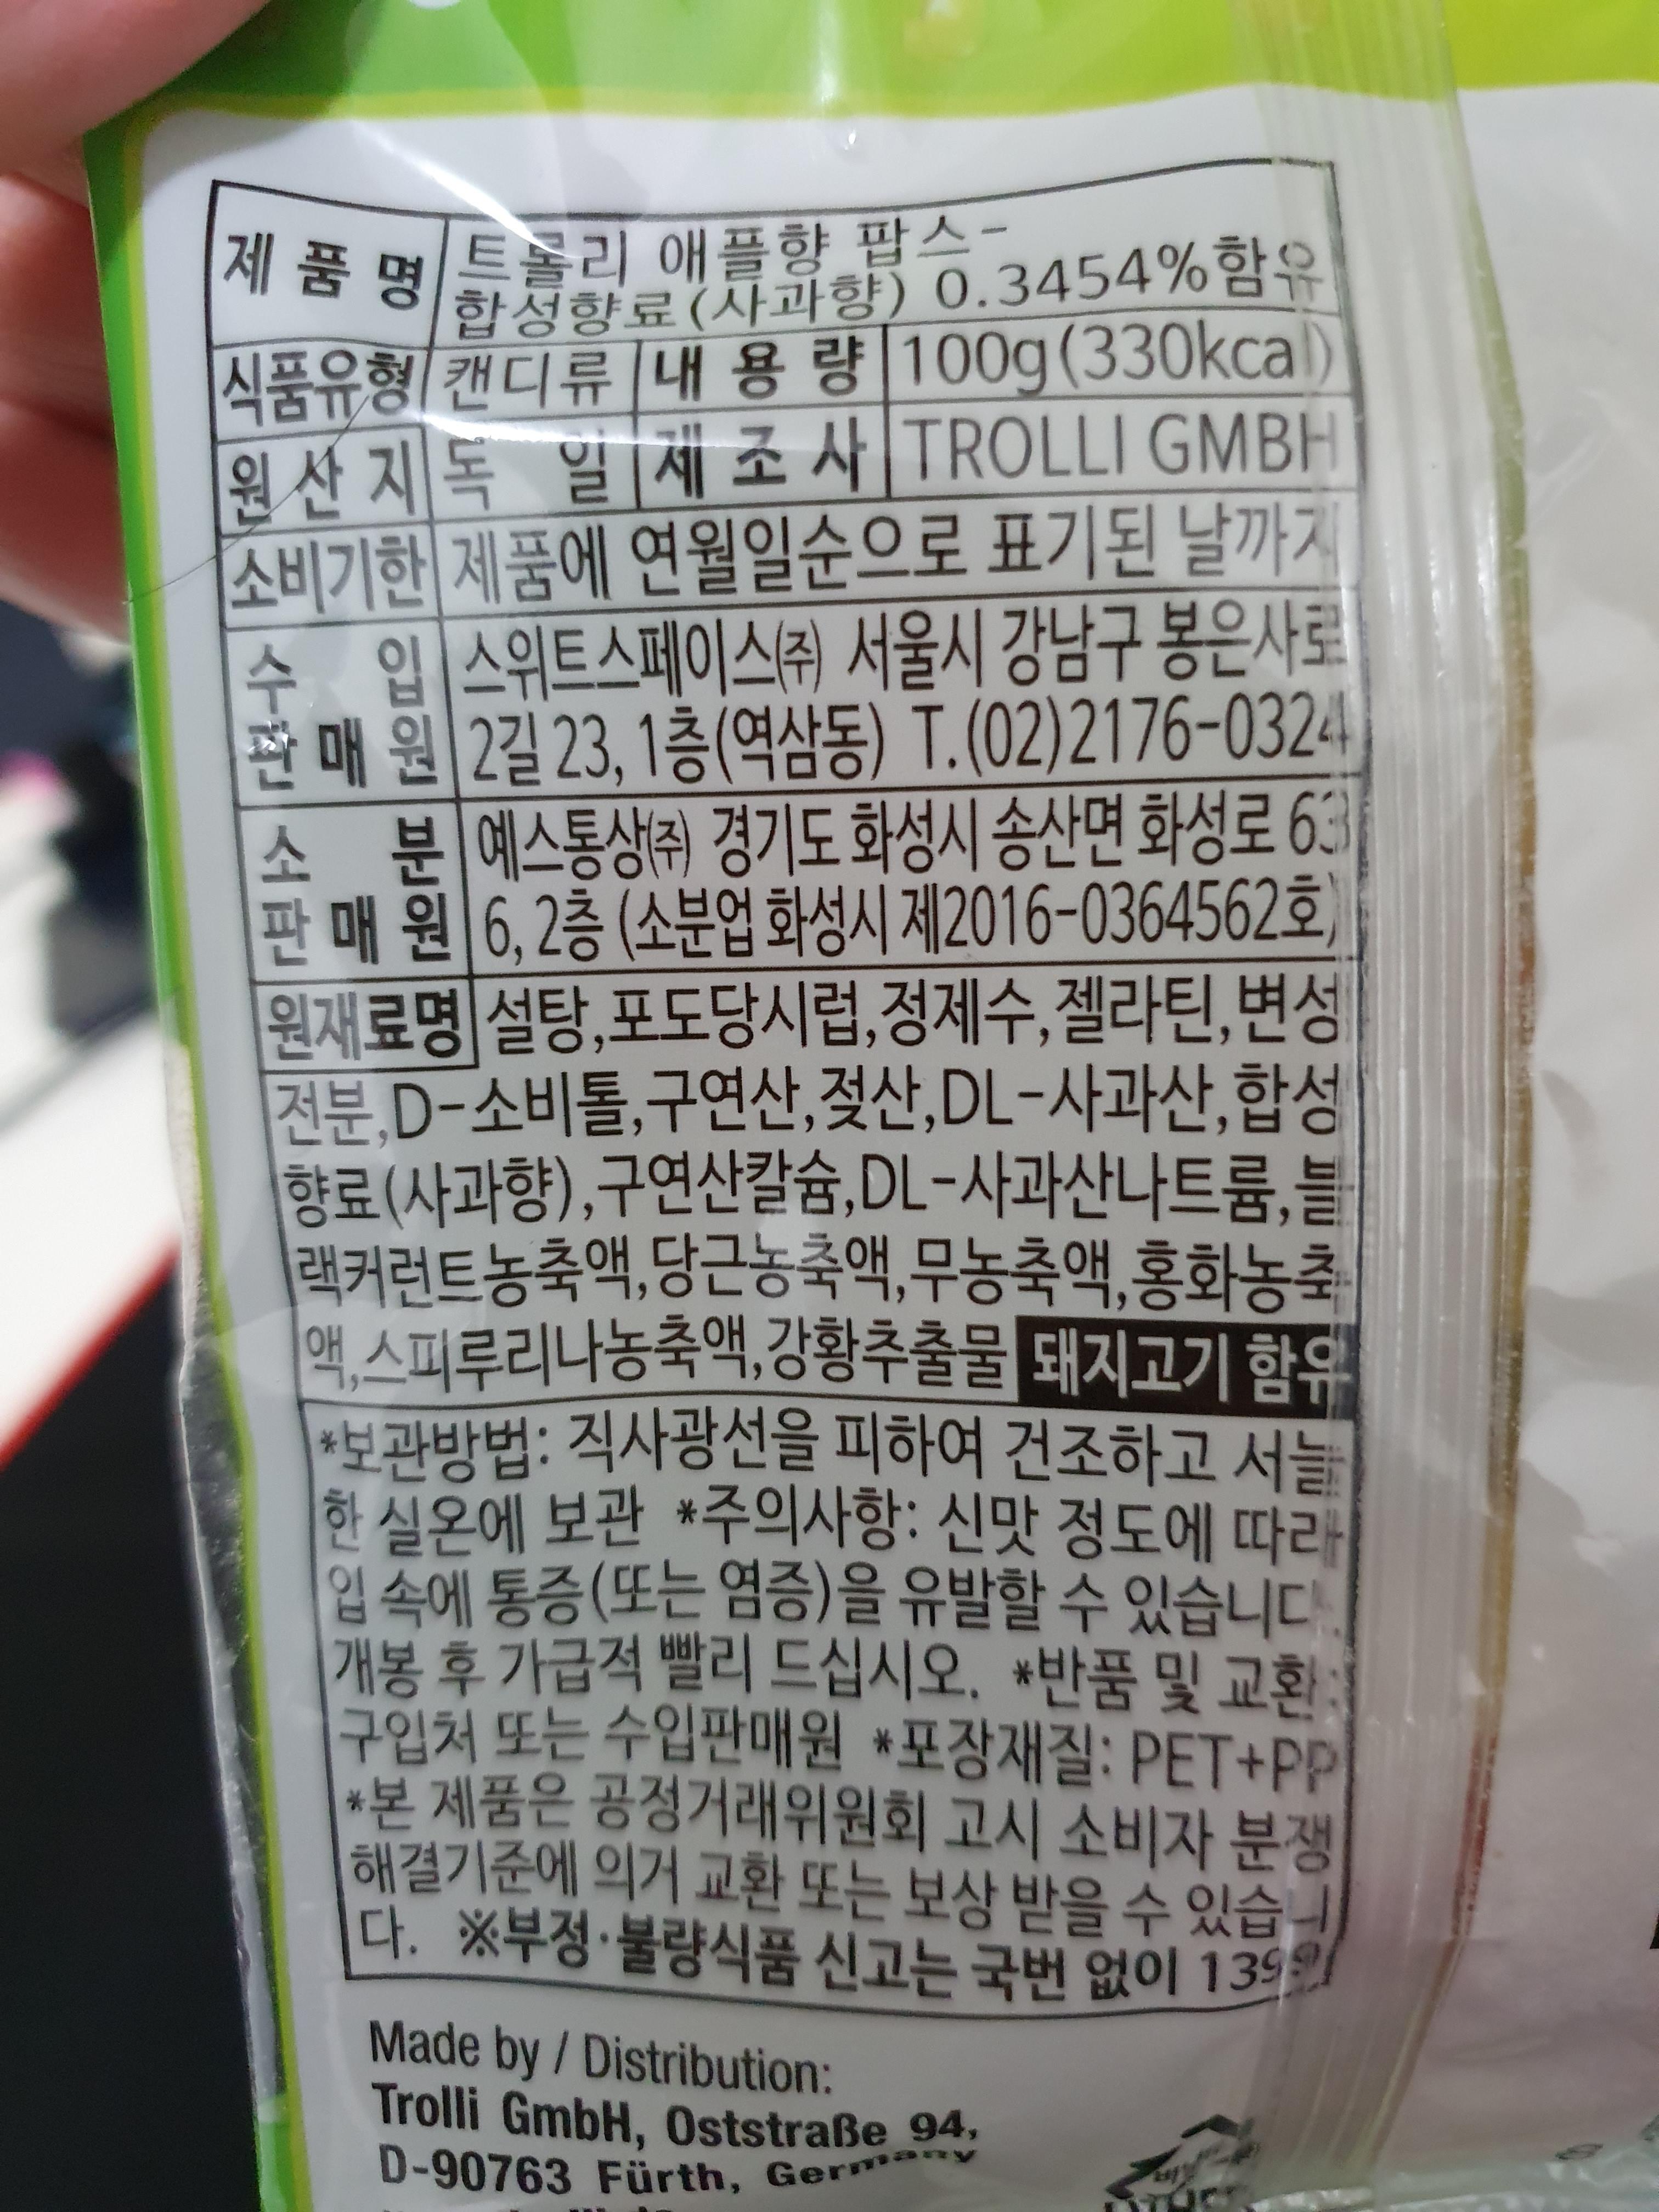 제 품 명 트롤리 애플향 팝스-
합성향료(사과향) 0.3454%함유
식품유형 캔디류 내 용 량 100g(330kcal)
원 산 지 독 일 제 조 사 TROLLI GMBH
소비기한 제품에 연월일순으로 표기된 날까지
수 입 스위트스페이스㈜ 서울시 강남구 봉은사로
판 매 원 2길 23, 1층(역삼동) T.(02)2176-0324
소 분 예스통상㈜ 경기도 화성시 송산면 화성로 63
판 매 원 6, 2층 (소분업 화성시 제2016-0364562호)
원재료명 설탕,포도당시럽,정제수,젤라틴,변성
전분,D-소비톨,구연산,젖산,DL-사과산,합성
향료(사과향),구연산칼슘,DL-사과산나트륨,블
랙커런트농축액,당근농축액,무농축액,홍화농축
액,스피루리나농축액,강황추출물 돼지고기 함유
*보관방법: 직사광선을 피하여 건조하고 서늘
한 실온에 보관 *주의사항: 신맛 정도에 따라
입 속에 통증(또는 염증)을 유발할 수 있습니다.
개봉 후 가급적 빨리 드십시오. *반품 및 교환:
구입처 또는 수입판매원 *포장재질: PET+PP
*본 제품은 공정거래위원회 고시 소비자 분쟁
해결기준에 의거 교환 또는 보상 받을 수 있습니
다. ※부정·불량식품 신고는 국번 없이 1399
Made by / Distribution:
Trolli GmbH, Oststraße 94,
D-90763 Fürth, Germany